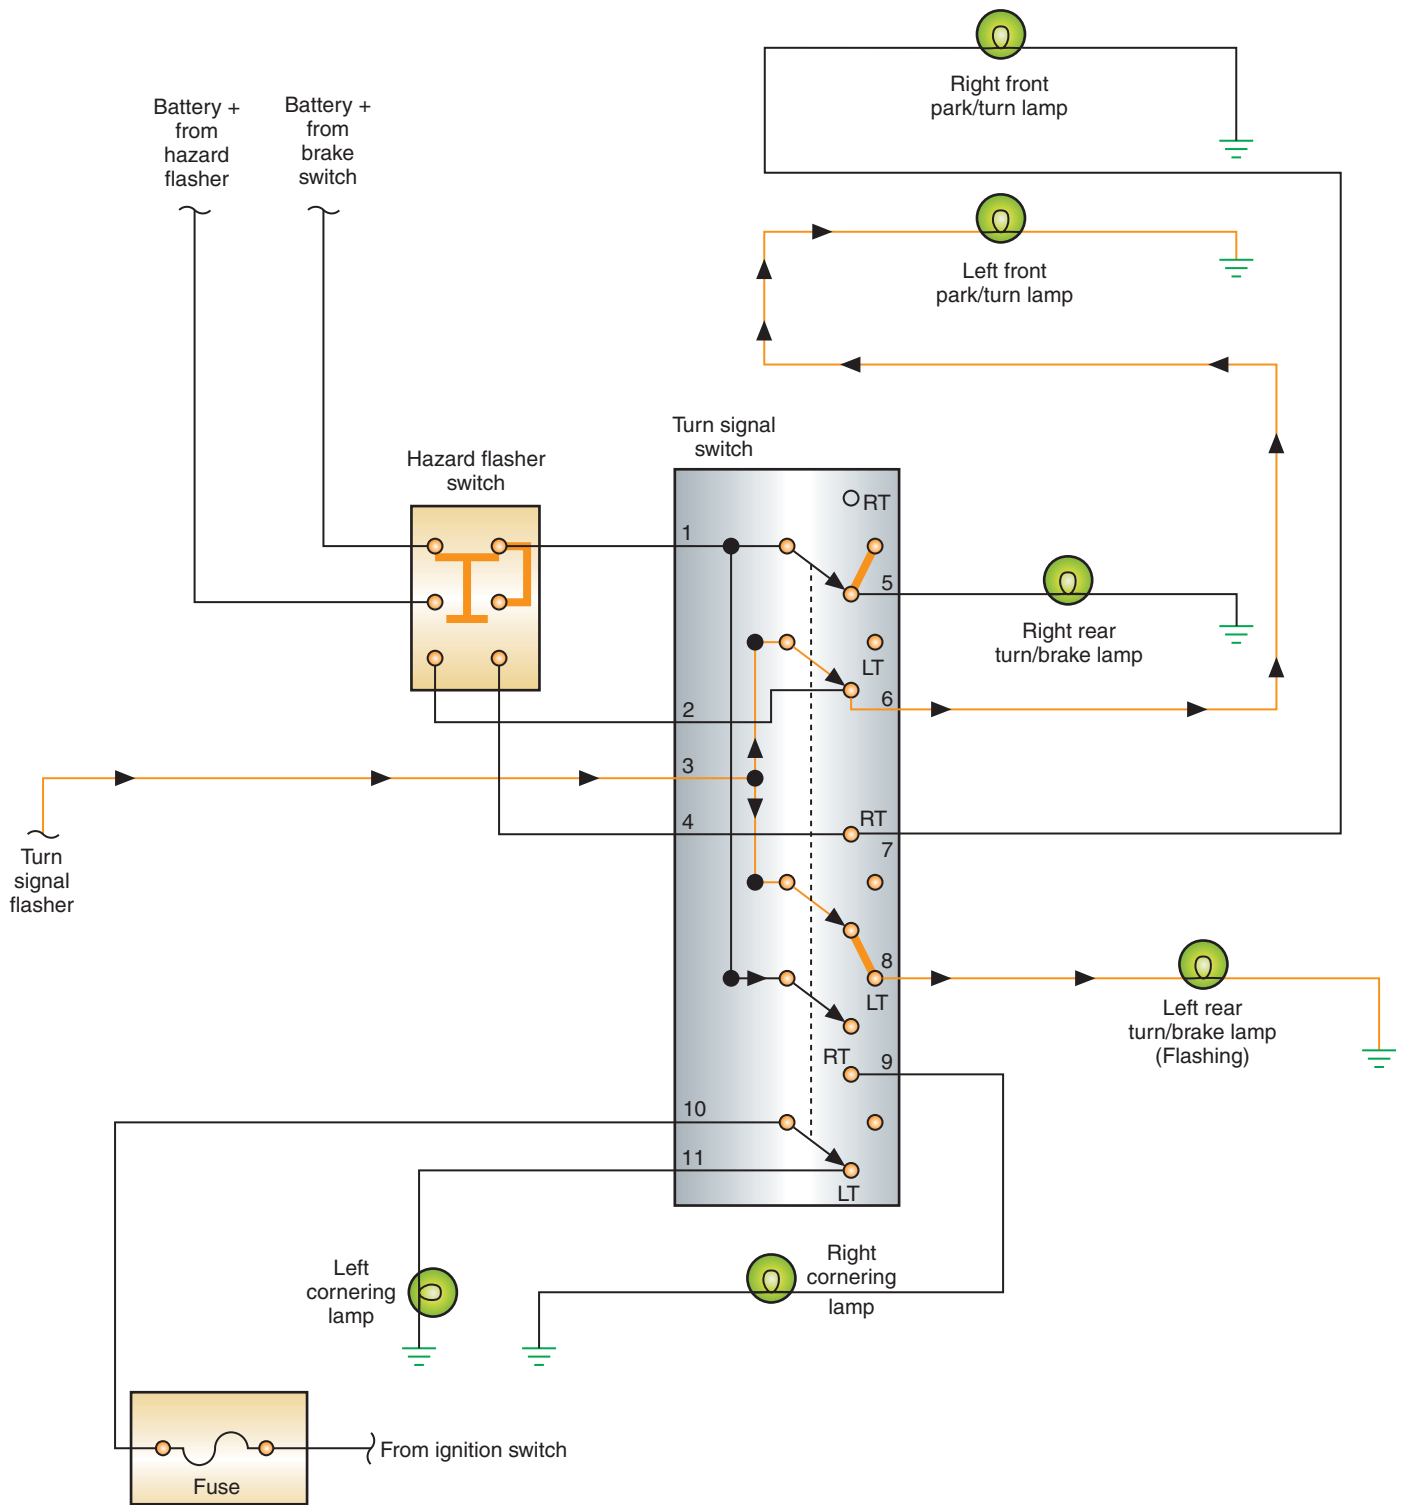 Right front
park/turn lamp
Battery +
from
hazard
flasher
Battery +
from
brake
switch
Left front
park/turn lamp
Turn signal
switch
Hazard flasher
switch
RT
1
5
Right rear
turn/brake lamp
LT
6
2
3
4
RT
7
Turn
signal
flasher
8
LT
Left rear
turn/brake lamp
(Flashing)
RT
9
10
11
LT
Left
cornering
lamp
Right
cornering
lamp
From ignition switch
Fuse